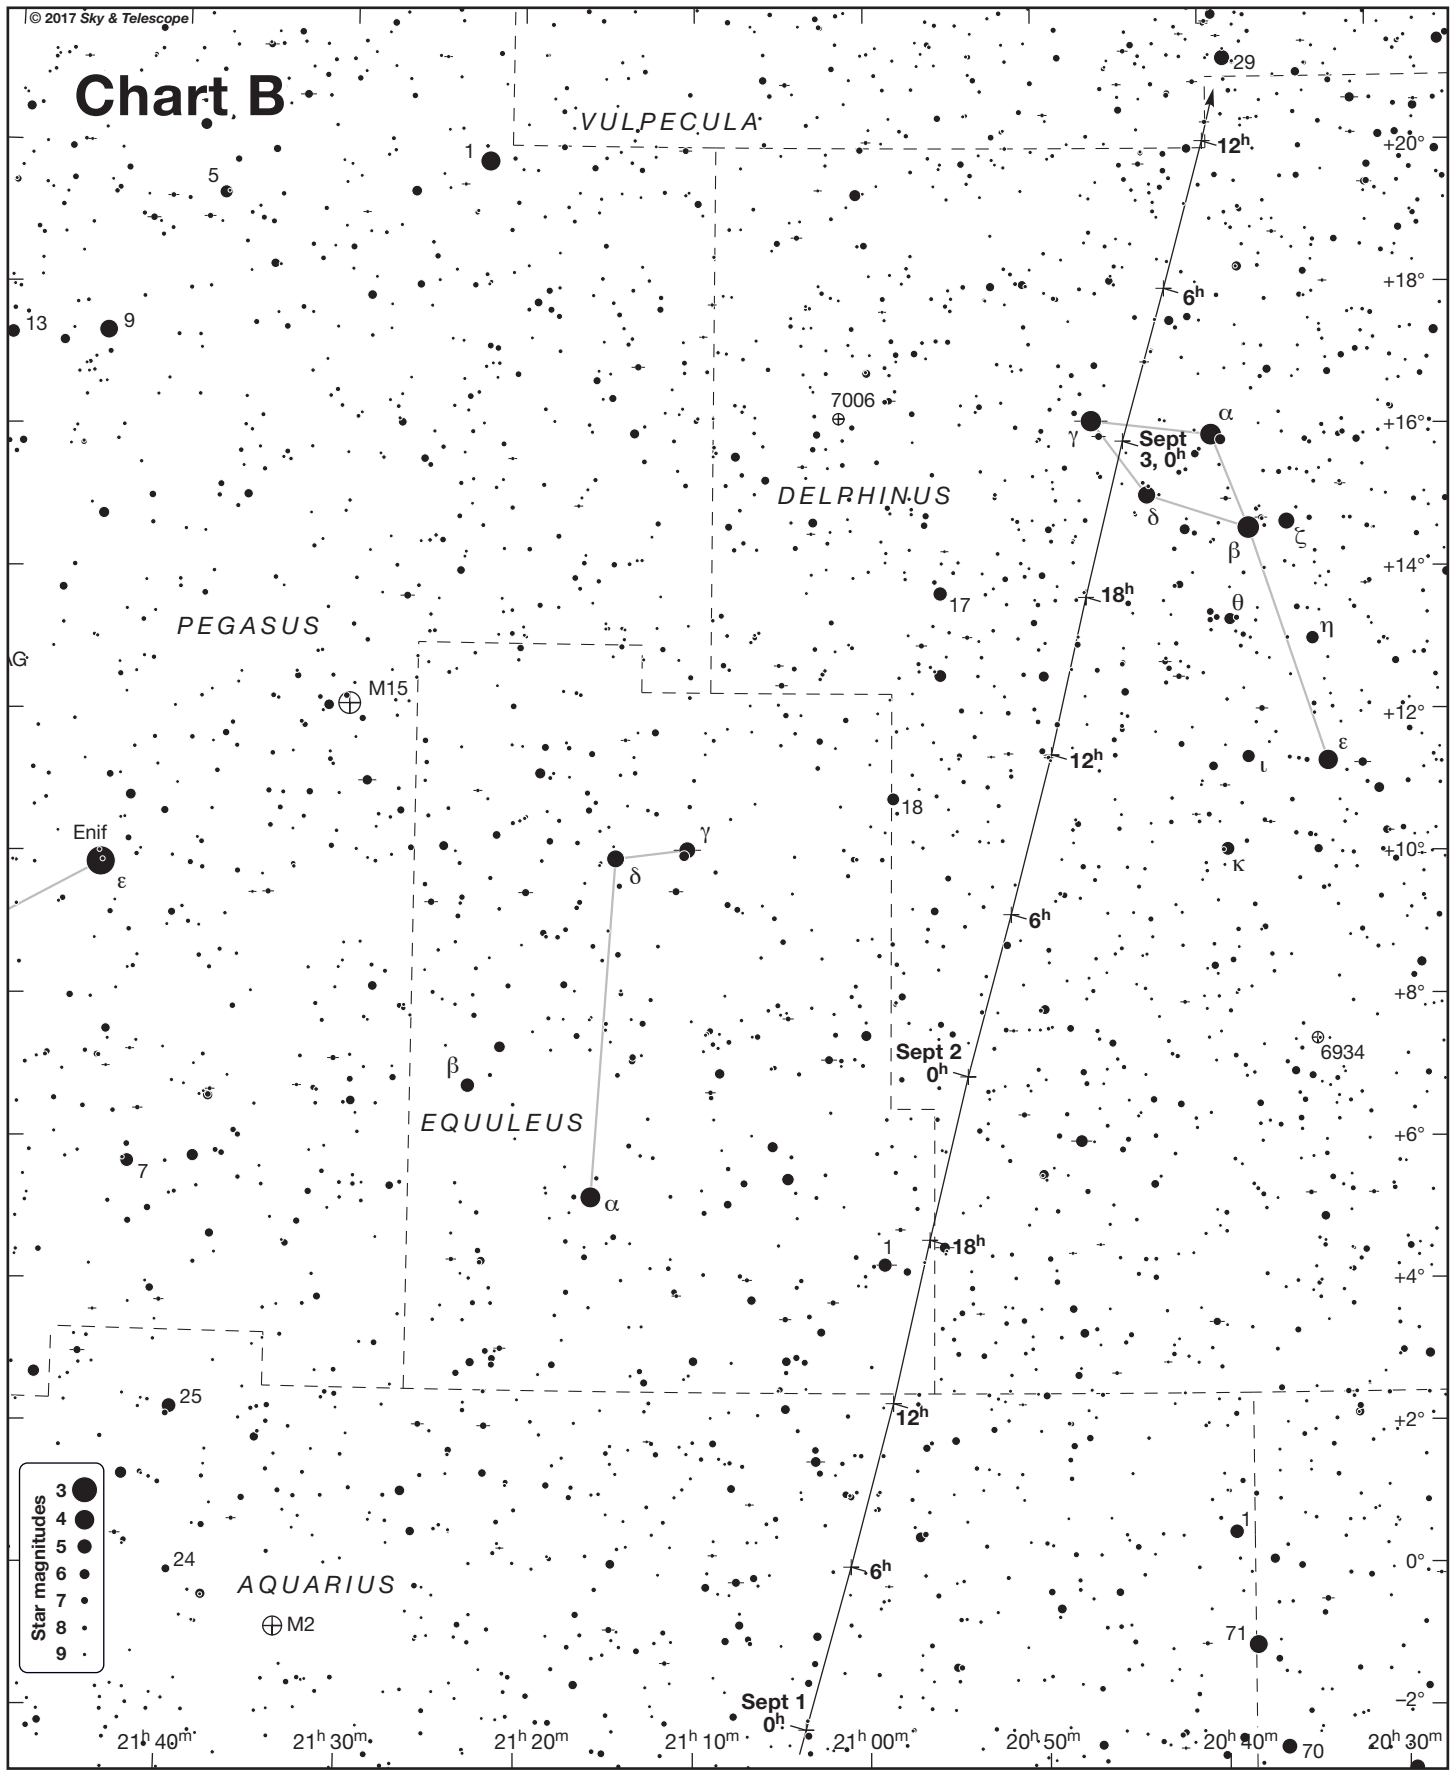 © 2017 Sky & Telescope
Chart B
29
VULPECULA
12ʰ
+20°
1
5
+18°
6ʰ
13
9
7006
α
+16°
γ
Sept
3, 0ʰ
DELPHINUS
δ
ζ
β
+14°
18ʰ
17
θ
η
PEGASUS
M15
+12°
ε
12ʰ
ι
18
Enif
γ
+10°
δ
κ
ε
6ʰ
+8°
Sept 2
0ʰ
6934
β
EQUULEUS
+6°
7
α
1
18ʰ
+4°
25
12ʰ
+2°
Star magnitudes
3
4
5
6
7
8
9
1
24
0°
6ʰ
AQUARIUS
M2
71
Sept 1
0ʰ
−2°
21ʰ 40ᵐ
21ʰ 30ᵐ
21ʰ 20ᵐ
21ʰ 10ᵐ
21ʰ 00ᵐ
20ʰ 50ᵐ
20ʰ 40ᵐ
70
20ʰ 30ᵐ